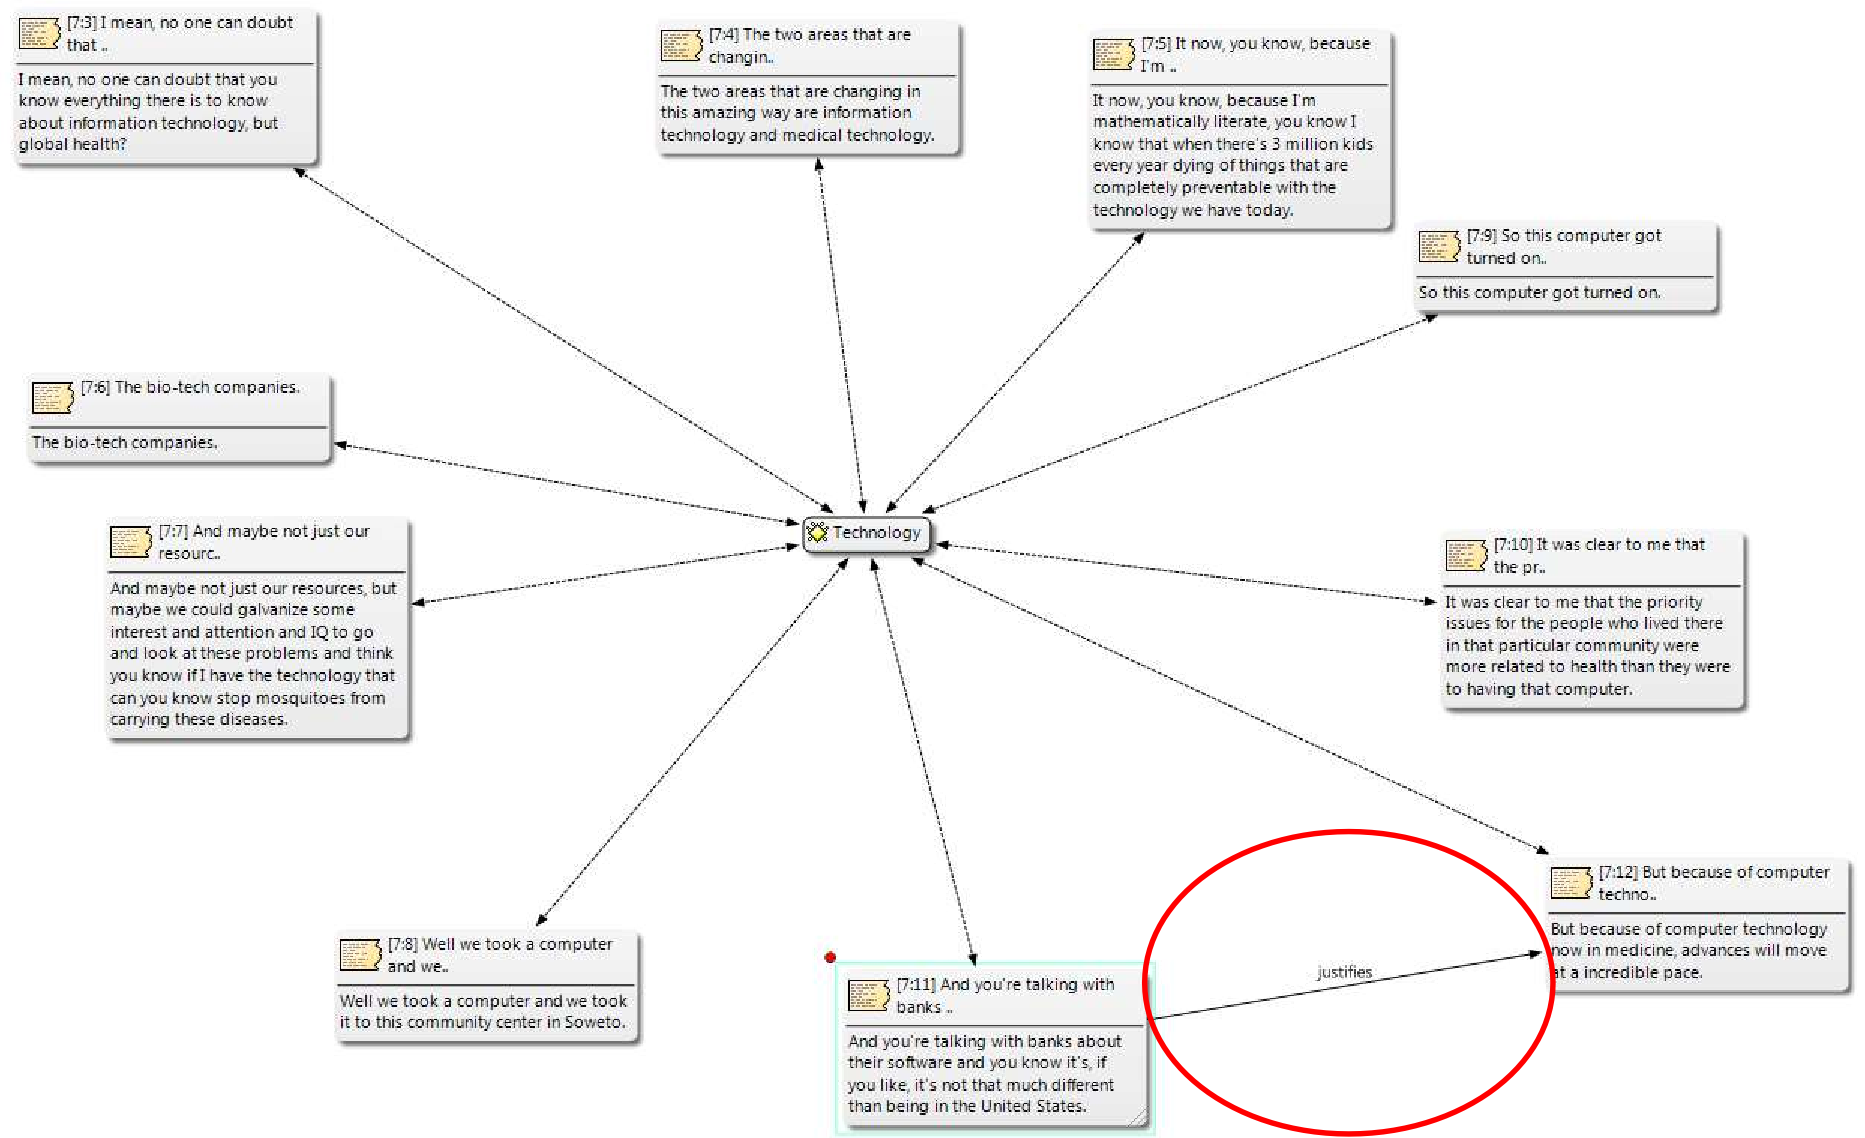 [7:3] I mean, no one can doubt
that ..
I mean, no one can doubt that you
know everything there is to know
about information technology, but
global health?
[7:4] The two areas that are
changin..
The two areas that are changing in
this amazing way are information
technology and medical technology.
[7:5] It now, you know, because
I'm ..
It now, you know, because I'm
mathematically literate, you know I
know that when there's 3 million kids
every year dying of things that are
completely preventable with the
technology we have today.
[7:9] So this computer got
turned on..
So this computer got turned on.
[7:6] The bio-tech companies.
The bio-tech companies.
[7:7] And maybe not just our
resourc..
And maybe not just our resources, but
maybe we could galvanize some
interest and attention and IQ to go
and look at these problems and think
you know if I have the technology that
can you know stop mosquitoes from
carrying these diseases.
Technology
[7:10] It was clear to me that
the pr..
It was clear to me that the priority
issues for the people who lived there
in that particular community were
more related to health than they were
to having that computer.
[7:8] Well we took a computer
and we..
Well we took a computer and we took
it to this community center in Soweto.
[7:11] And you're talking with
banks ..
And you're talking with banks about
their software and you know it's, if
you like, it's not that much different
than being in the United States.
justifies
[7:12] But because of computer
techno..
But because of computer technology
now in medicine, advances will move
at a incredible pace.